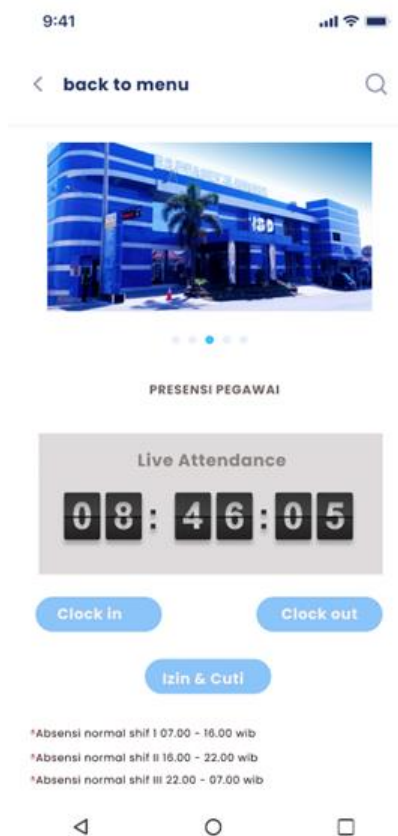 9:41
back to menu
IGD
PRESENSI PEGAWAI
Live Attendance
08: 46:05
Clock in
Clock out
Izin & Cuti
*Absensi normal shif I 07.00 - 16.00 wib
*Absensi normal shif II 16.00 - 22.00 wib
*Absensi normal shif III 22.00 - 07.00 wib